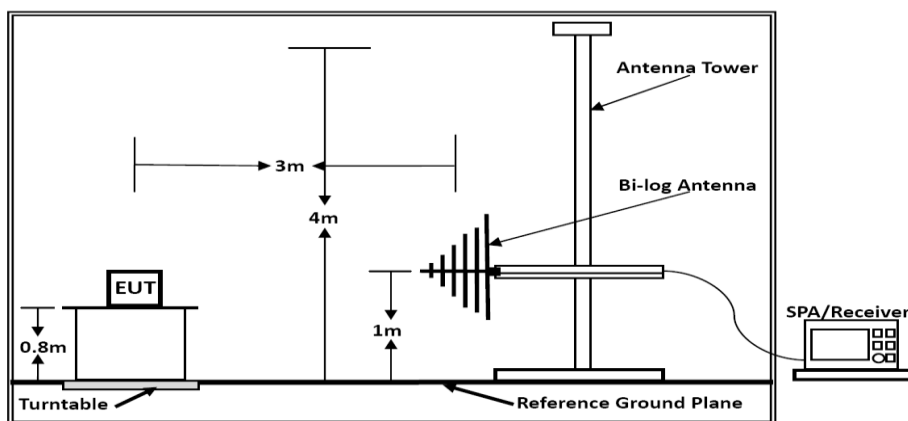 Antenna Tower
3m
Bi-log Antenna
4m
EUT
SPA/Receiver
1m
0.8m
Turntable
Reference Ground Plane